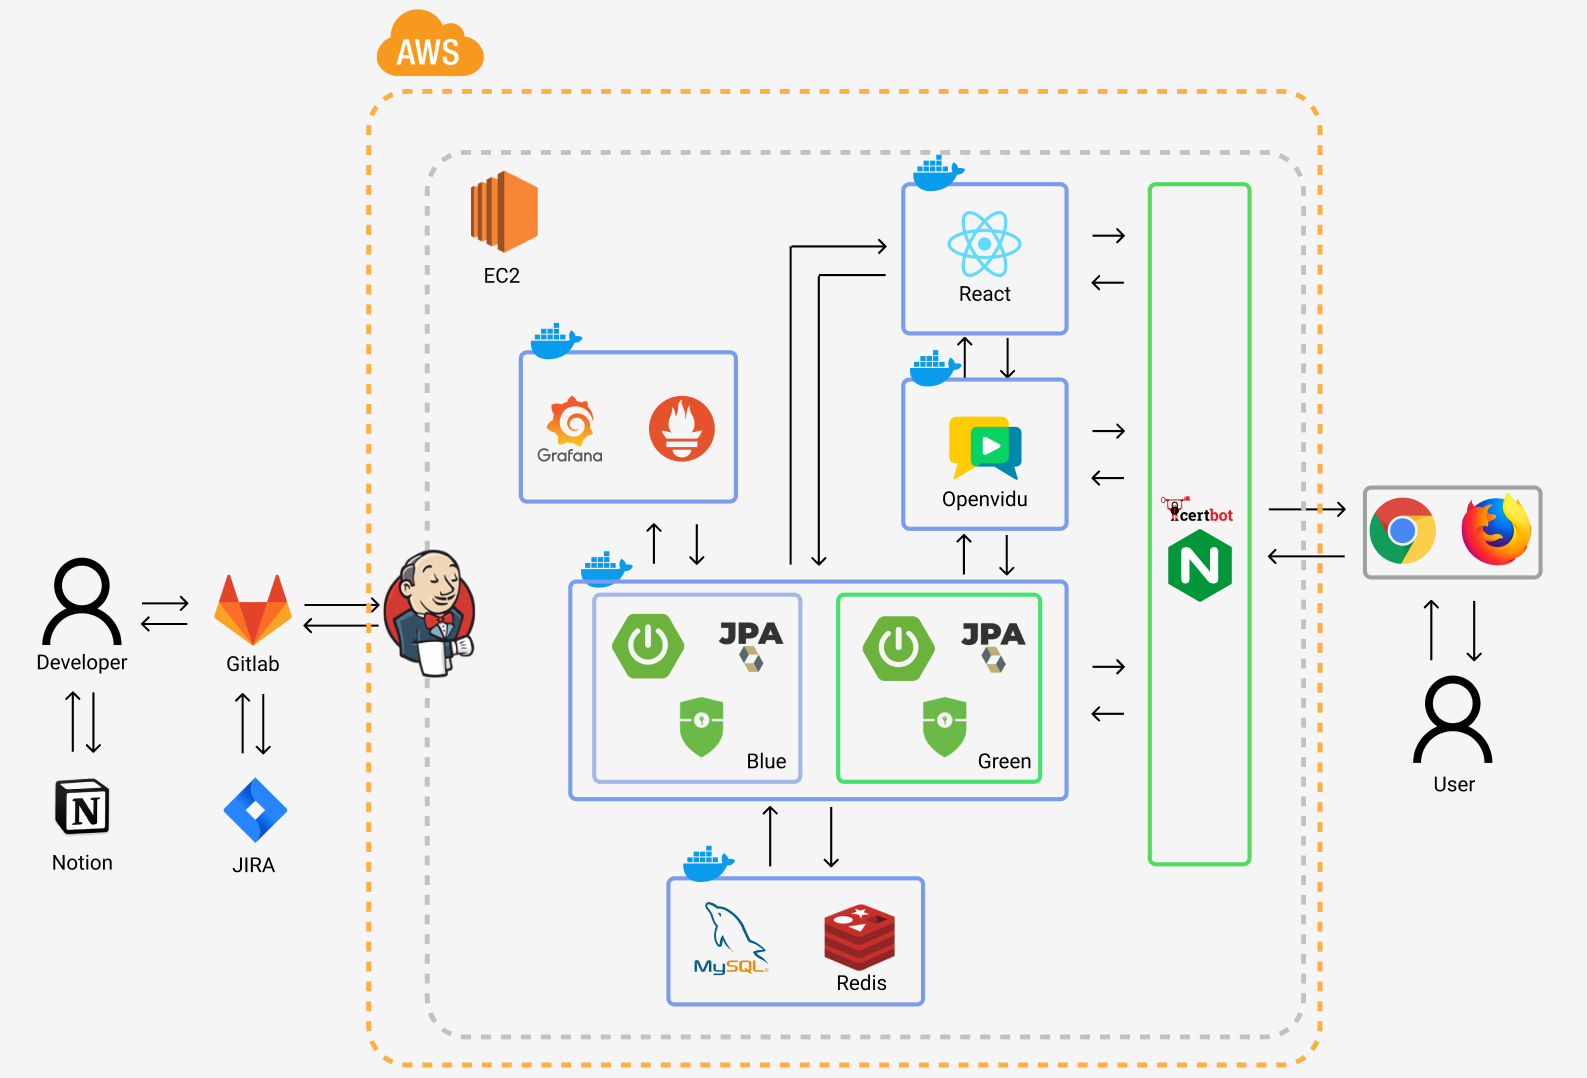 AWS
EC2
React
Grafana
Openvidu
certbot
N
Developer
Gitlab
JPA
JPA
Blue
Green
User
N
Notion
JIRA
MySQL
Redis